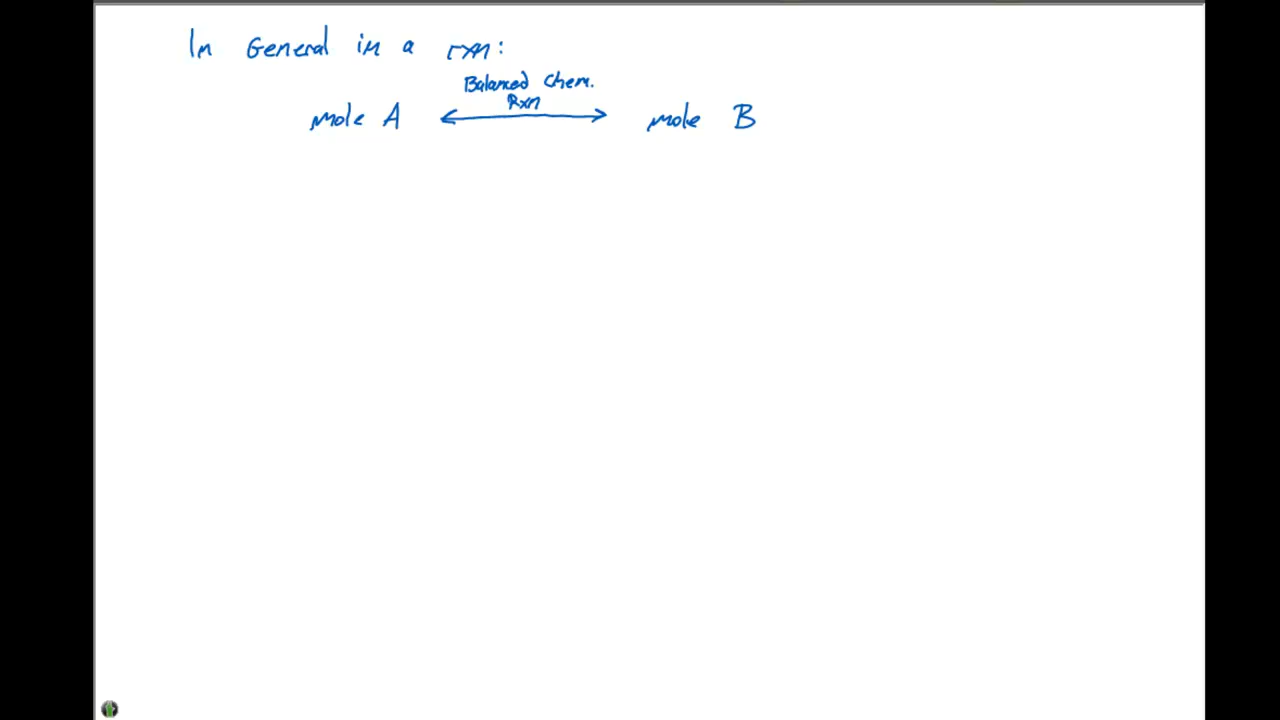 In General in a rxn:
Balanced Chem.
Rxn
mole A ⟷ mole B